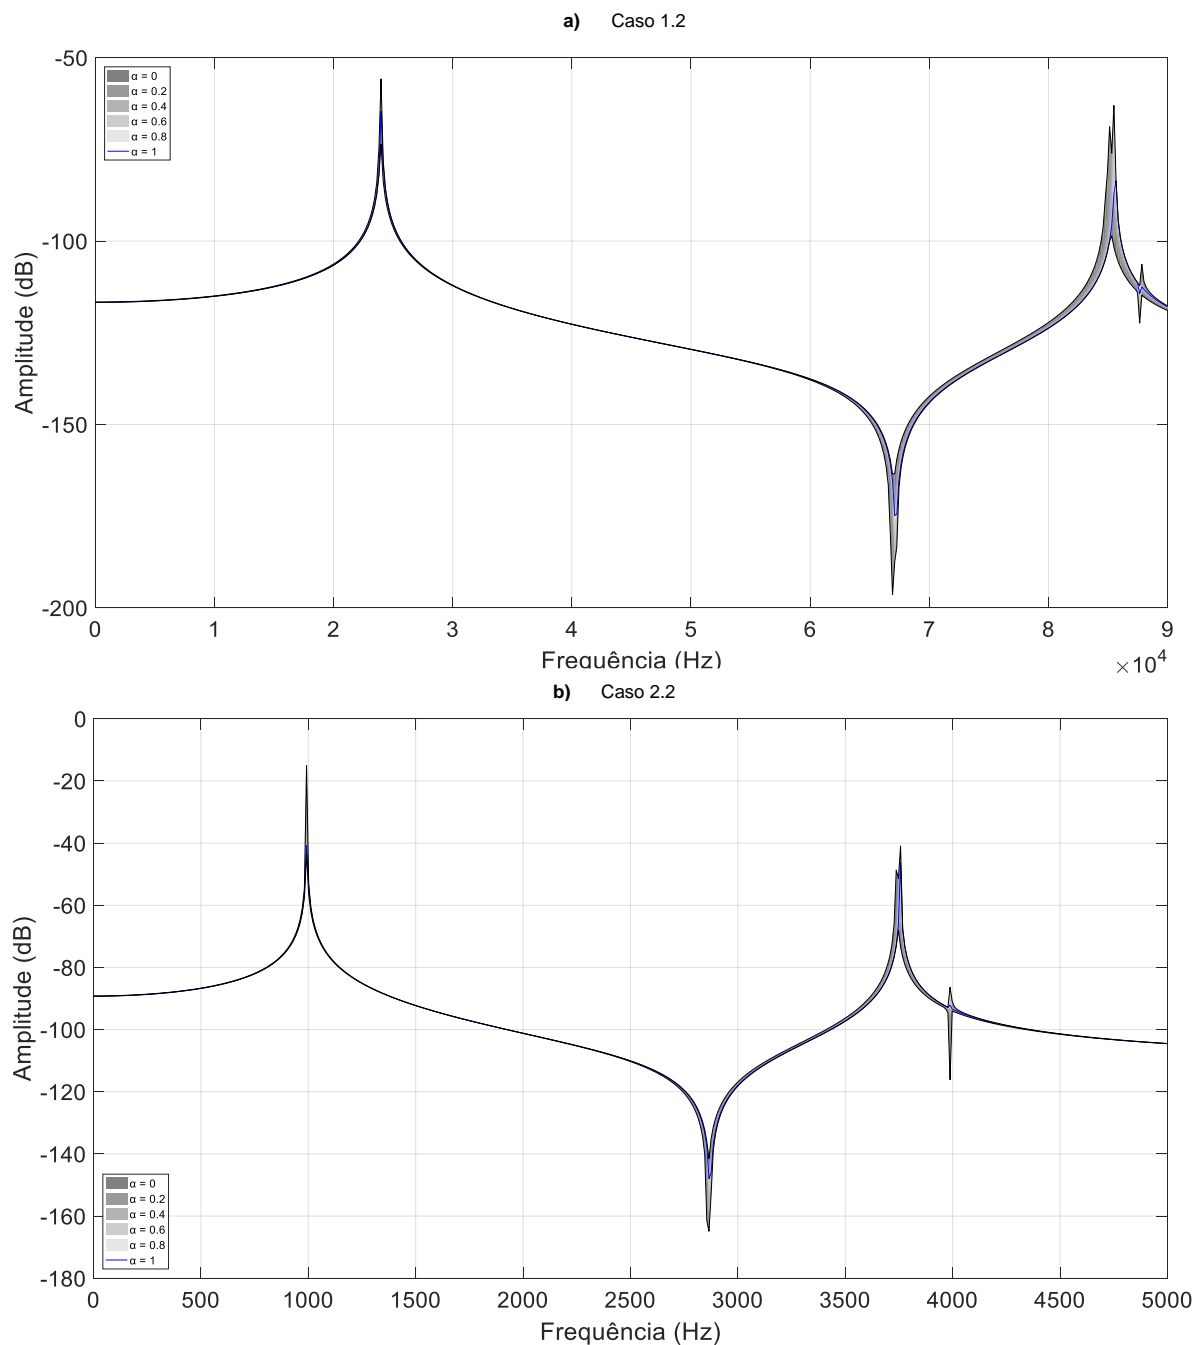 a) Caso 1.2
-50
-100
-150
-200
Amplitude (dB)
α = 0
α = 0.2
α = 0.4
α = 0.6
α = 0.8
α = 1
0 1 2 3 4 5 6 7 8 9
Frequência (Hz)
×10^4
b) Caso 2.2
0
-20
-40
-60
-80
-100
-120
-140
-160
-180
Amplitude (dB)
α = 0
α = 0.2
α = 0.4
α = 0.6
α = 0.8
α = 1
0 500 1000 1500 2000 2500 3000 3500 4000 4500 5000
Frequência (Hz)